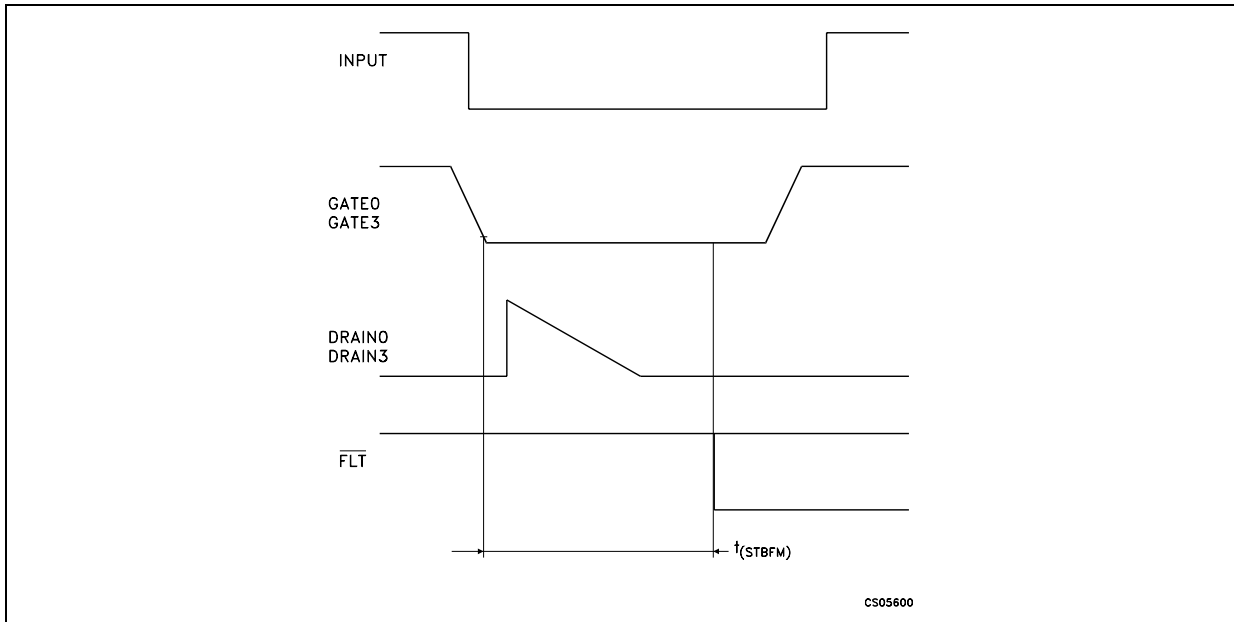 INPUT
GATE0
GATE3
DRAIN0
DRAIN3
FLT
t(STBFM)
CS05600